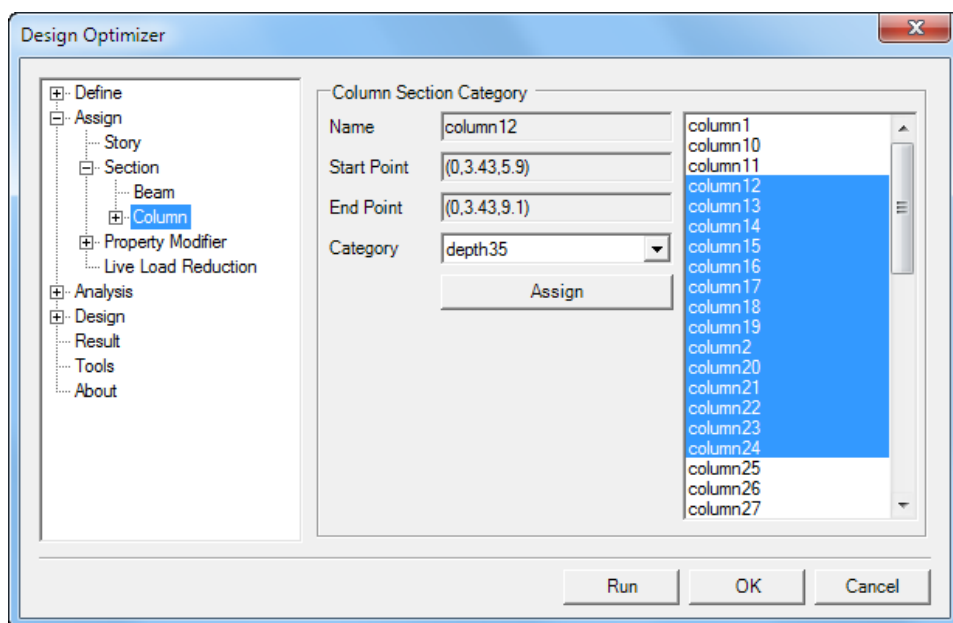 Design Optimizer
Define
Assign
Story
Section
Beam
Column
Property Modifier
Live Load Reduction
Analysis
Design
Result
Tools
About
Column Section Category
Name column12
Start Point (0,3.43,5.9)
End Point (0,3.43,9.1)
Category depth35
Assign
column1
column10
column11
column12
column13
column14
column15
column16
column17
column18
column19
column2
column20
column21
column22
column23
column24
column25
column26
column27
Run OK Cancel